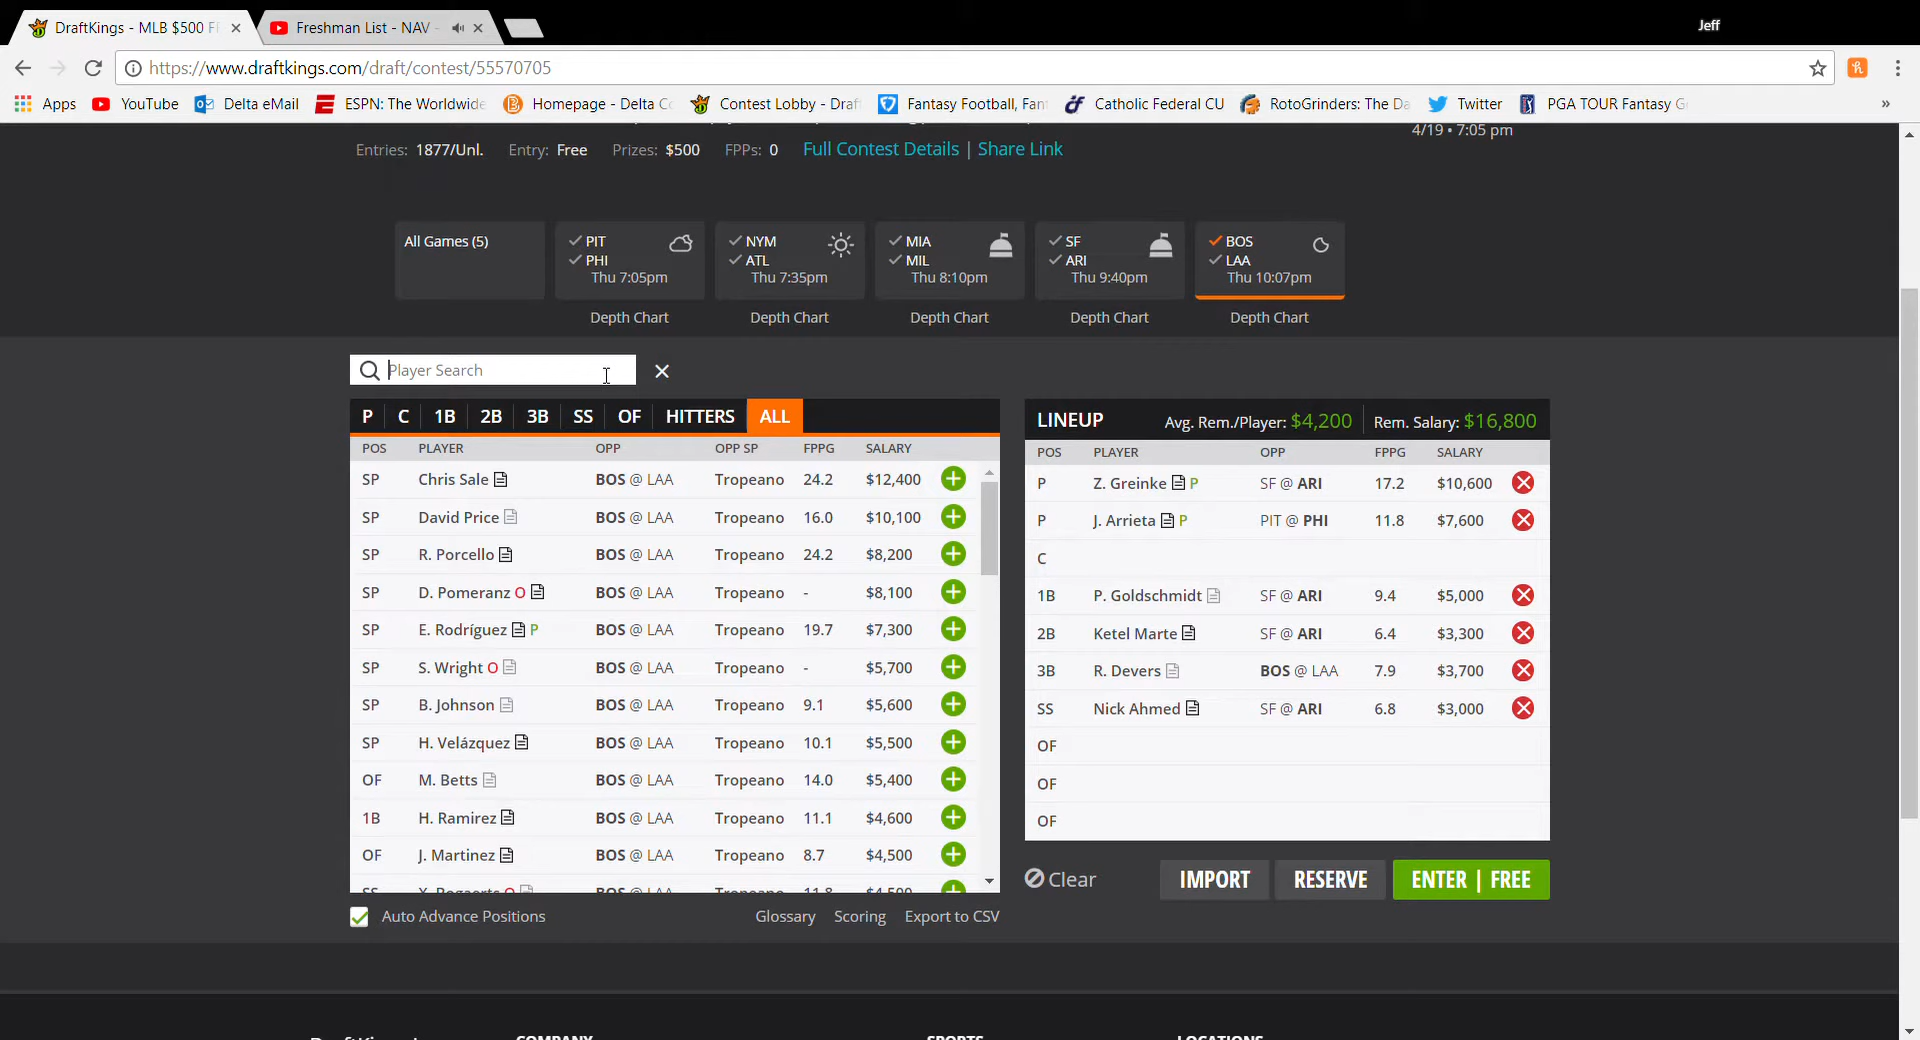 DraftKings - MLB $500 F
Freshman List - NAV -
Jeff
https://www.draftkings.com/draft/contest/55570705
Apps YouTube Delta eMail ESPN: The Worldwide Homepage - Delta Co Contest Lobby - Draf Fantasy Football, Fan Catholic Federal CU RotoGrinders: The Da Twitter PGA TOUR Fantasy G »
4/19 • 7:05 pm
Entries: 1877/Unl. Entry: Free Prizes: $500 FPPs: 0 Full Contest Details | Share Link
All Games (5)
PIT
PHI
Thu 7:05pm
Depth Chart
NYM
ATL
Thu 7:35pm
Depth Chart
MIA
MIL
Thu 8:10pm
Depth Chart
SF
ARI
Thu 9:40pm
Depth Chart
BOS
LAA
Thu 10:07pm
Depth Chart
Player Search
P C 1B 2B 3B SS OF HITTERS ALL
POS PLAYER OPP OPP SP FPPG SALARY
SP Chris Sale BOS @ LAA Tropeano 24.2 $12,400
SP David Price BOS @ LAA Tropeano 16.0 $10,100
SP R. Porcello BOS @ LAA Tropeano 24.2 $8,200
SP D. Pomeranz O BOS @ LAA Tropeano - $8,100
SP E. Rodríguez P BOS @ LAA Tropeano 19.7 $7,300
SP S. Wright O BOS @ LAA Tropeano - $5,700
SP B. Johnson BOS @ LAA Tropeano 9.1 $5,600
SP H. Velázquez BOS @ LAA Tropeano 10.1 $5,500
OF M. Betts BOS @ LAA Tropeano 14.0 $5,400
1B H. Ramirez BOS @ LAA Tropeano 11.1 $4,600
OF J. Martinez BOS @ LAA Tropeano 8.7 $4,500
SS X. Bogaerts O BOS @ LAA Tropeano 11.8 $4,500
Auto Advance Positions Glossary Scoring Export to CSV
LINEUP Avg. Rem./Player: $4,200 Rem. Salary: $16,800
POS PLAYER OPP FPPG SALARY
P Z. Greinke P SF @ ARI 17.2 $10,600
P J. Arrieta P PIT @ PHI 11.8 $7,600
C
1B P. Goldschmidt SF @ ARI 9.4 $5,000
2B Ketel Marte SF @ ARI 6.4 $3,300
3B R. Devers BOS @ LAA 7.9 $3,700
SS Nick Ahmed SF @ ARI 6.8 $3,000
OF
OF
OF
Clear IMPORT RESERVE ENTER | FREE
COMPANY SPORTS LOCATIONS